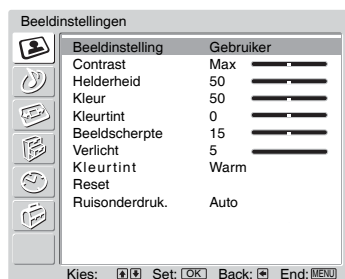 Beeldinstellingen
Beeldinstelling Gebruiker
Contrast Max
Helderheid 50
Kleur 50
Kleurtint 0
Beeldscherpte 15
Verlicht 5
Kleurtint Warm
Reset
Ruisonderdruk. Auto
Kies: Set: OK Back: End: MENU